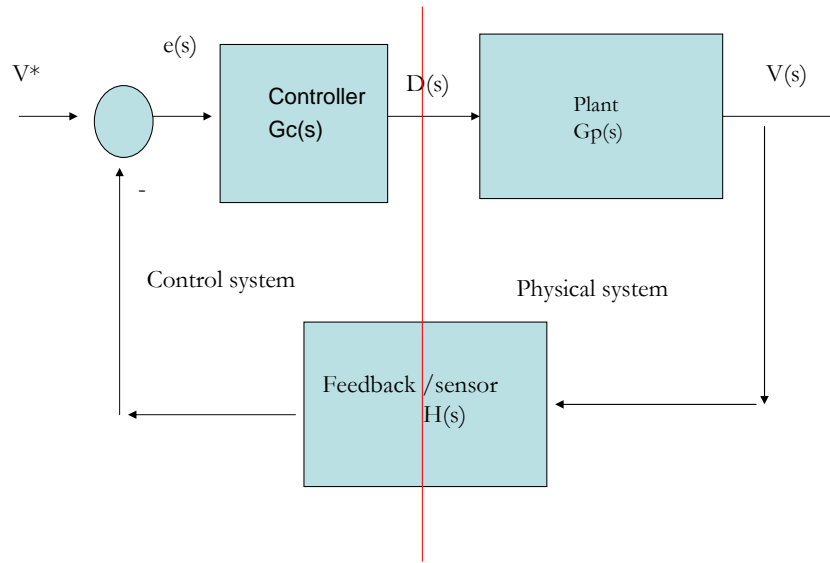 e(s)
V*
Controller
Gc(s)
D(s)
Plant
Gp(s)
V(s)
-
Control system
Physical system
Feedback /sensor
H(s)